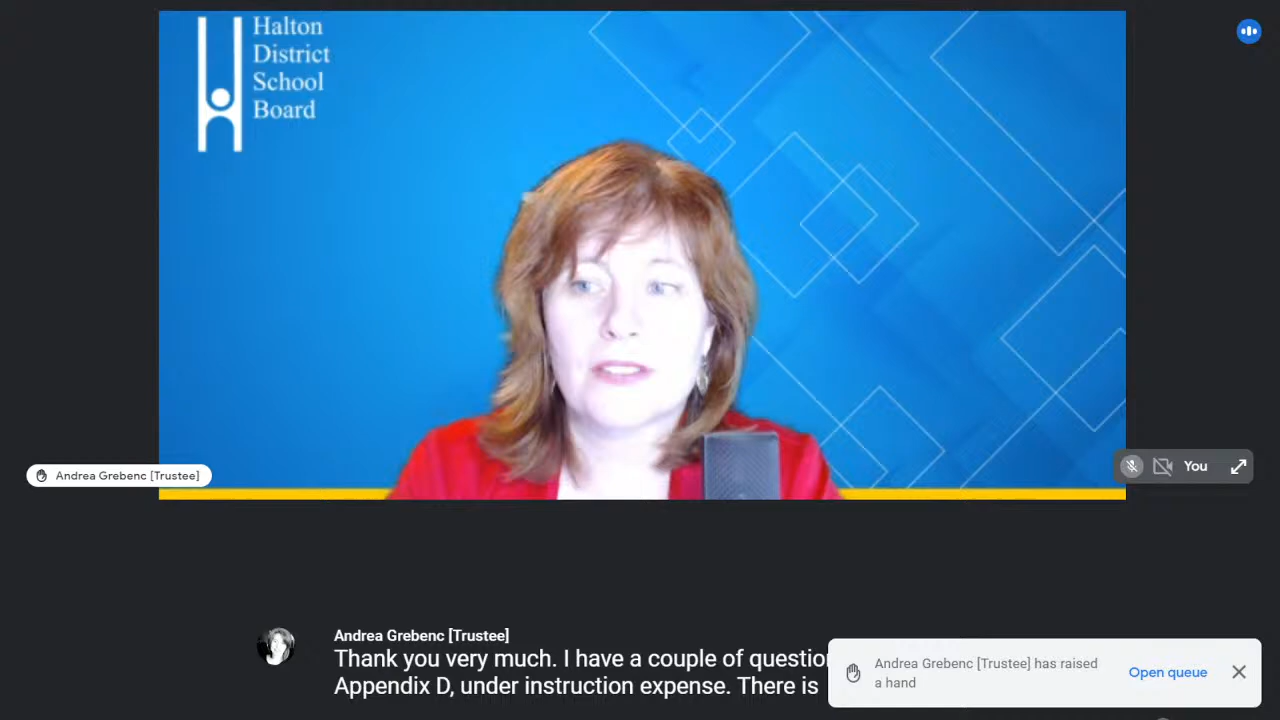 Halton
District
School
Board
Andrea Grebenc [Trustee]
You
Andrea Grebenc [Trustee]
Thank you very much. I have a couple of
Appendix D, under instruction expense. There is
Andrea Grebenc [Trustee] has raised
a hand
Open queue